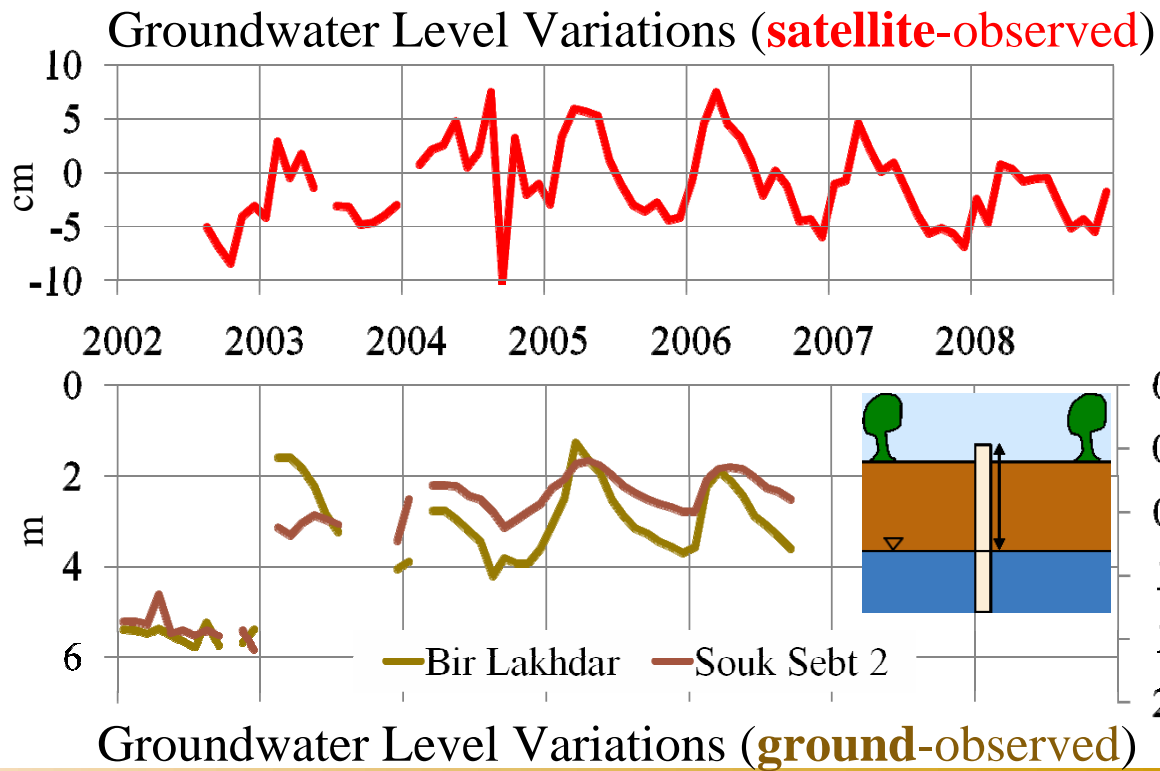 Groundwater Level Variations (satellite-observed)
10
5
0
-5
-10
cm
2002 2003 2004 2005 2006 2007 2008
0
2
4
6
m
Bir Lakhdar Souk Sebt 2
Groundwater Level Variations (ground-observed)